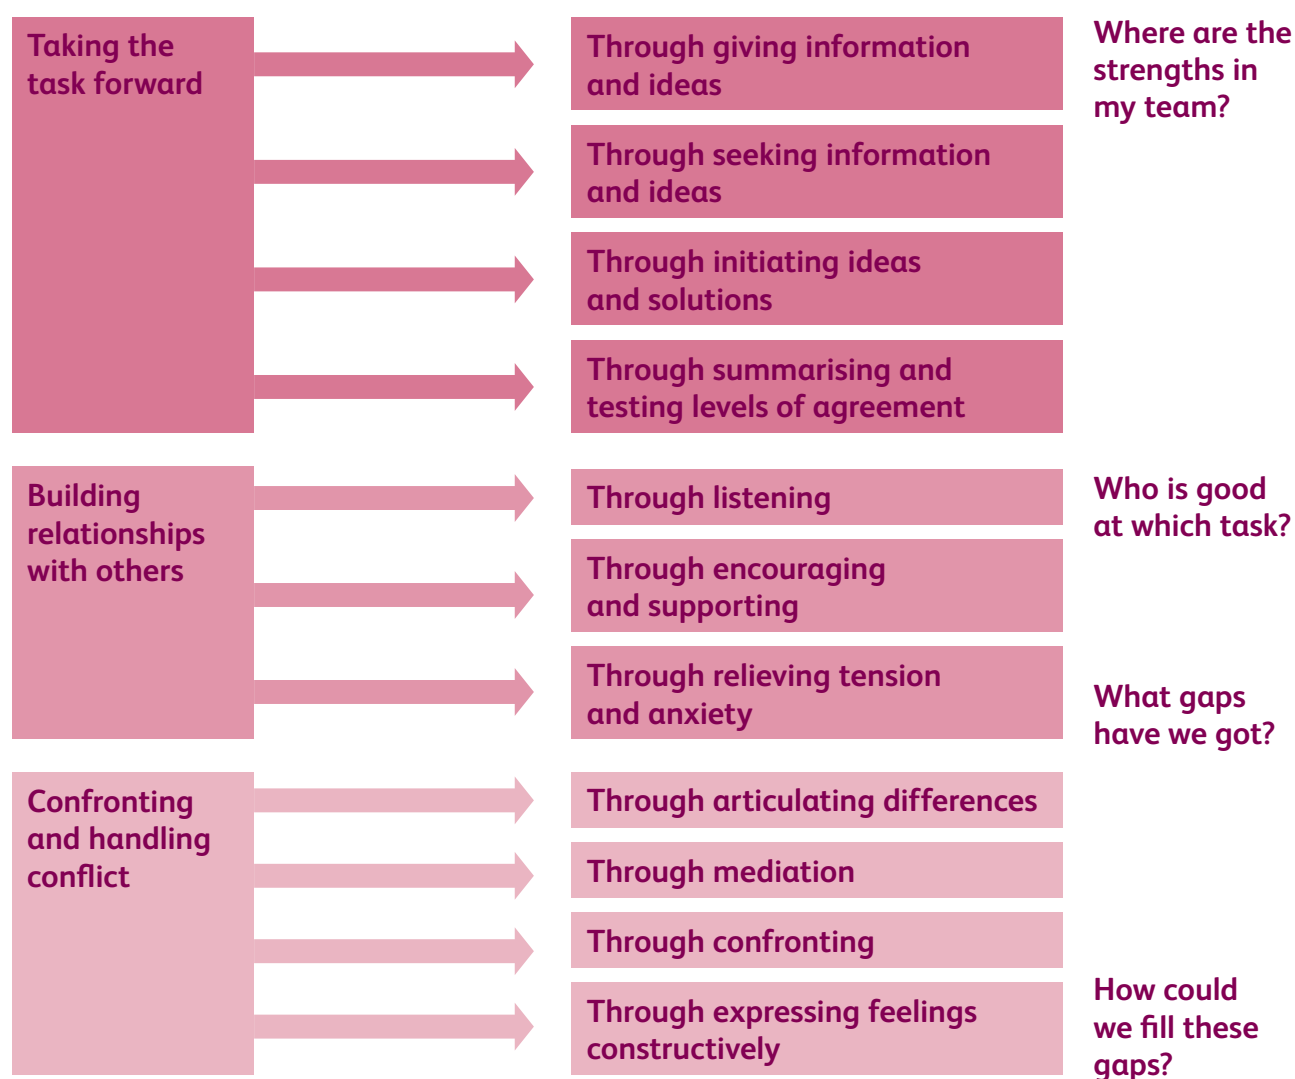 Taking the
task forward
Through giving information
and ideas
Through seeking information
and ideas
Through initiating ideas
and solutions
Through summarising and
testing levels of agreement
Where are the
strengths in
my team?
Building
relationships
with others
Through listening
Through encouraging
and supporting
Through relieving tension
and anxiety
Who is good
at which task?
What gaps
have we got?
Confronting
and handling
conflict
Through articulating differences
Through mediation
Through confronting
Through expressing feelings
constructively
How could
we fill these
gaps?